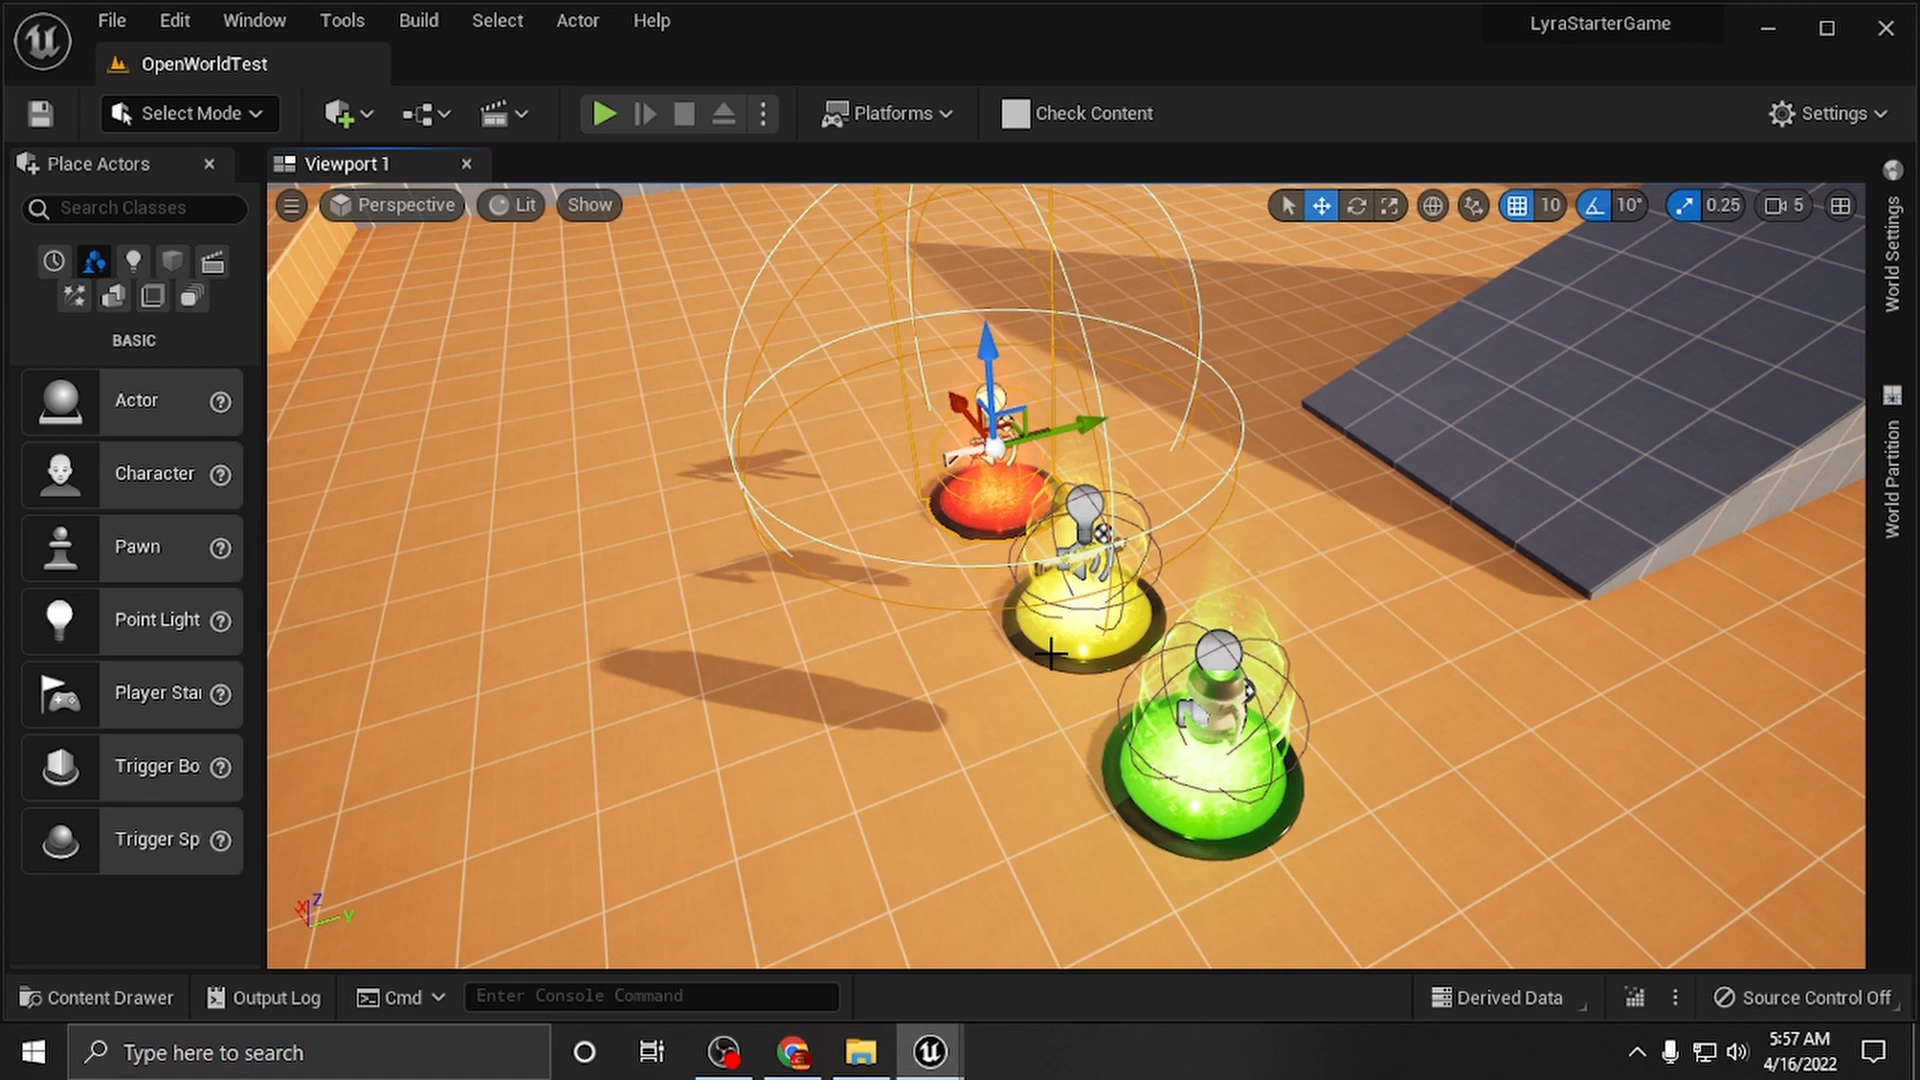 File Edit Window Tools Build Select Actor Help
LyraStarterGame
OpenWorldTest
Select Mode
Platforms
Check Content
Settings
Place Actors
Viewport 1
Search Classes
Perspective
Lit
Show
10
10°
0.25
5
World Settings
World Partition
BASIC
Actor
Character
Pawn
Point Light
Player Star
Trigger Bo
Trigger Sp
X Z Y
Content Drawer
Output Log
Cmd
Enter Console Command
Derived Data
Source Control Off
Type here to search
5:57 AM
4/16/2022